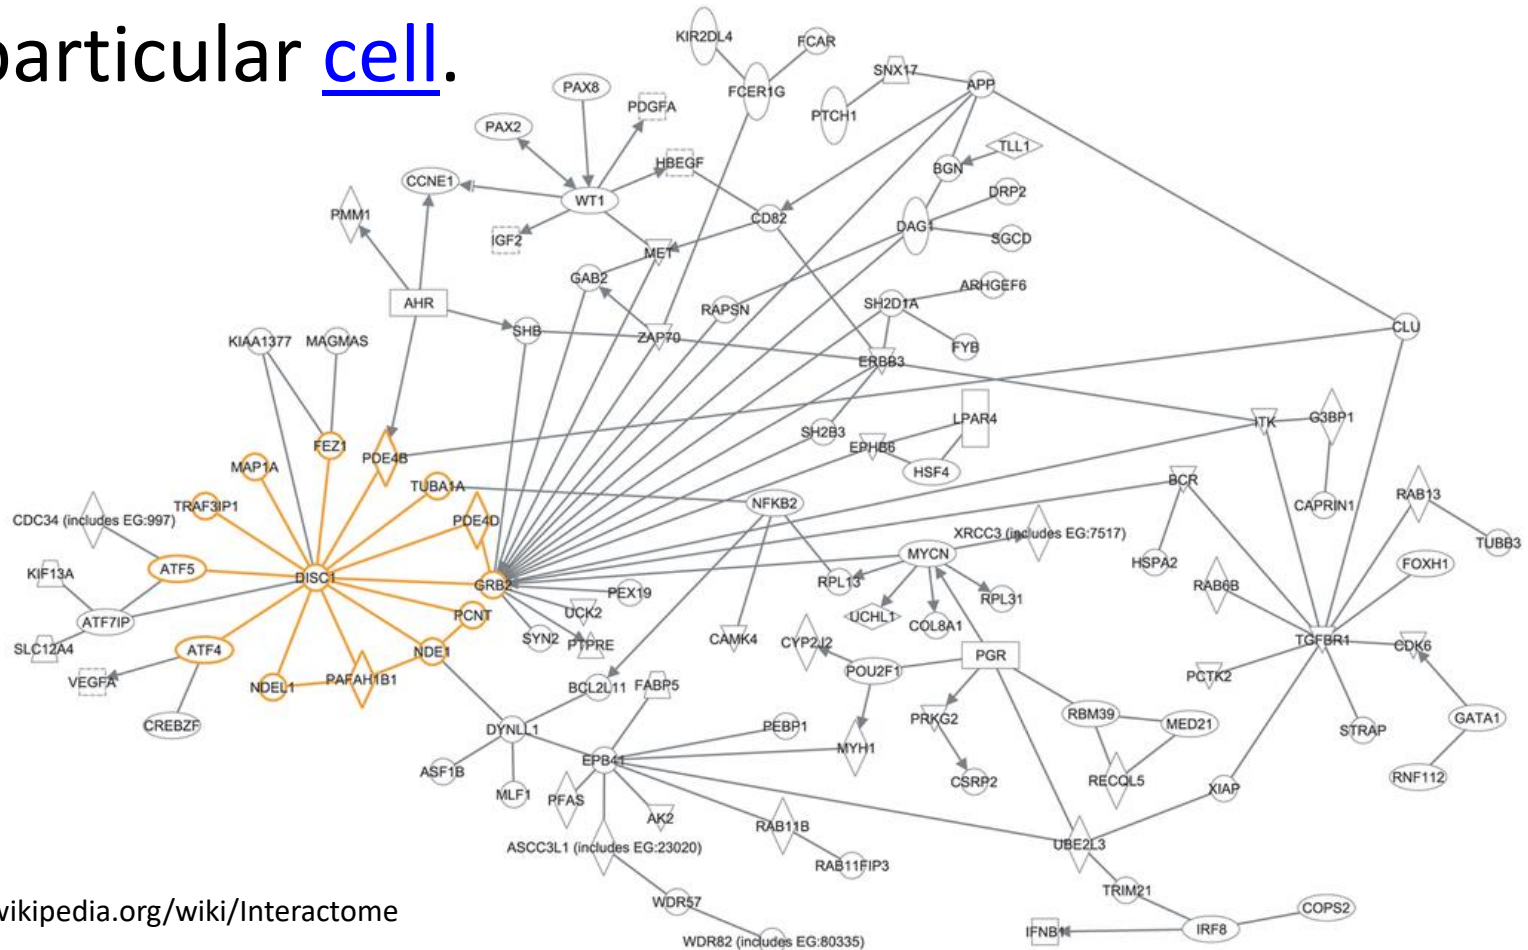 particular cell.
KIR2DL4
FCAR
SNX17
APP
PAX8
FCER1G
PDGFA
PTCH1
PAX2
TLL1
HBEGF
BGN
CCNE1
DRP2
WT1
PMM1
CD82
DAG1
SGCD
IGF2
MET
GAB2
ARHGEF6
AHR
SH2D1A
RAPSN
SHB
CLU
KIAA1377
MAGMAS
ZAP70
FYB
ERBB3
LPAR4
G3BP1
ITK
SH2B3
FEZ1
EPHB6
PDE4B
MAP1A
HSF4
BCR
TUBA1A
RAB13
NFKB2
TRAF3IP1
CAPRIN1
CDC34 (includes EG:997)
PDE4D
XRCC3 (includes EG:7517)
TUBB3
MYCN
HSPA2
FOXH1
ATF5
KIF13A
DISC1
RPL13
GRB2
RAB6B
PEX19
RPL31
UCK2
PCNT
UCHL1
ATF7IP
COL8A1
SYN2
CAMK4
PTPRE
CYP2J2
TGFBR1
CDK6
SLC12A4
ATF4
NDE1
PGR
POU2F1
PCTK2
VEGFA
PAFAH1B1
NDEL1
BCL2L11
FABP5
RBM39
PRKG2
GATA1
CREBZF
MED21
PEBP1
DYNLL1
STRAP
MYH1
EPB41
ASF1B
RNF112
CSRP2
RECQL5
XIAP
MLF1
PFAS
AK2
RAB11B
UBE2L3
ASCC3L1 (includes EG:23020)
RAB11FIP3
TRIM21
WDR57
COPS2
wikipedia.org/wiki/Interactome
IRF8
IFNB1
WDR82 (includes EG:80335)